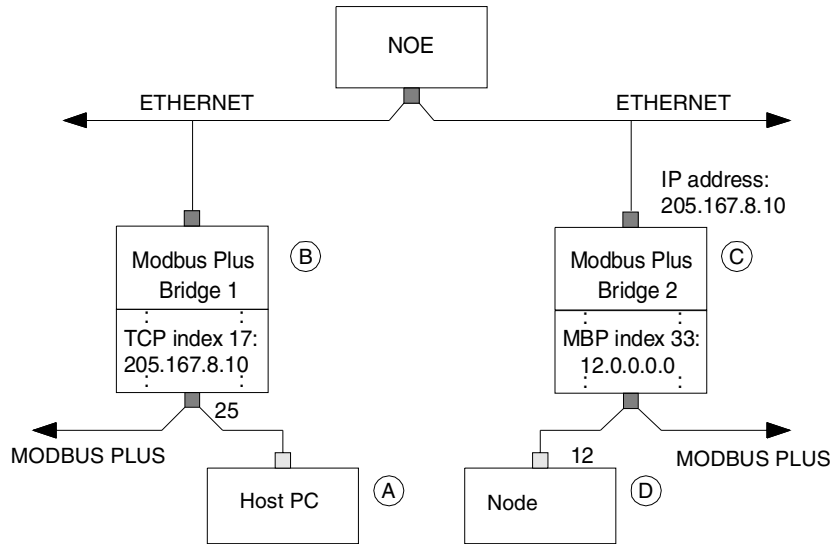 NOE
ETHERNET
ETHERNET
IP address:
205.167.8.10
Modbus Plus
Bridge 1
B
TCP index 17:
205.167.8.10
Modbus Plus
Bridge 2
C
MBP index 33:
12.0.0.0.0
25
MODBUS PLUS
MODBUS PLUS
Host PC
A
12
Node
D